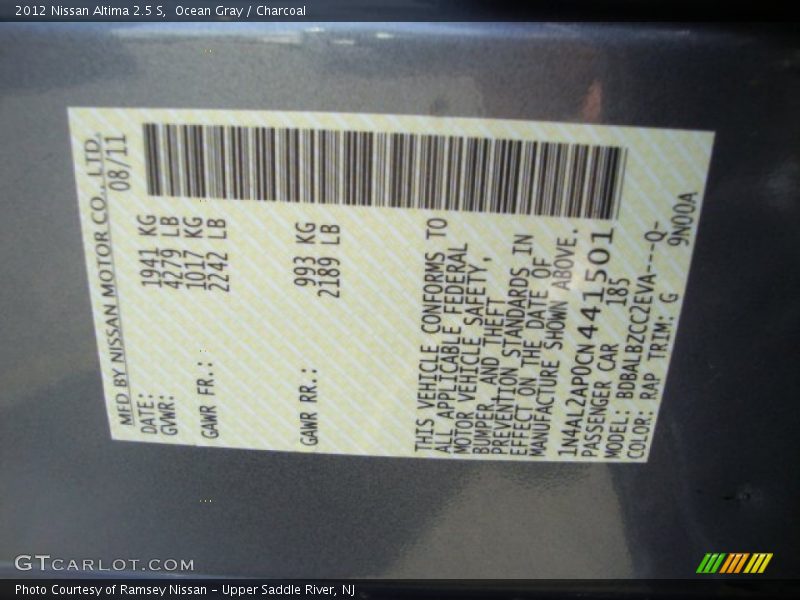 2012 Nissan Altima 2.5 S,  Ocean Gray / Charcoal
MFD BY NISSAN MOTOR CO., LTD.
DATE: 08/11
GVWR: 1941 KG
4279 LB
GAWR FR.: 1017 KG
2242 LB
GAWR RR.: 993 KG
2189 LB
THIS VEHICLE CONFORMS TO
ALL APPLICABLE FEDERAL
MOTOR VEHICLE SAFETY,
BUMPER, AND THEFT
PREVENTION STANDARDS IN
EFFECT ON THE DATE OF
MANUFACTURE SHOWN ABOVE.
1N4AL2AP0CN441501
PASSENGER CAR 185
MODEL: BDBALBZCC2EVA---Q-
COLOR: RAP TRIM: G 9N00A
GTCARLOT.COM
Photo Courtesy of Ramsey Nissan - Upper Saddle River, NJ